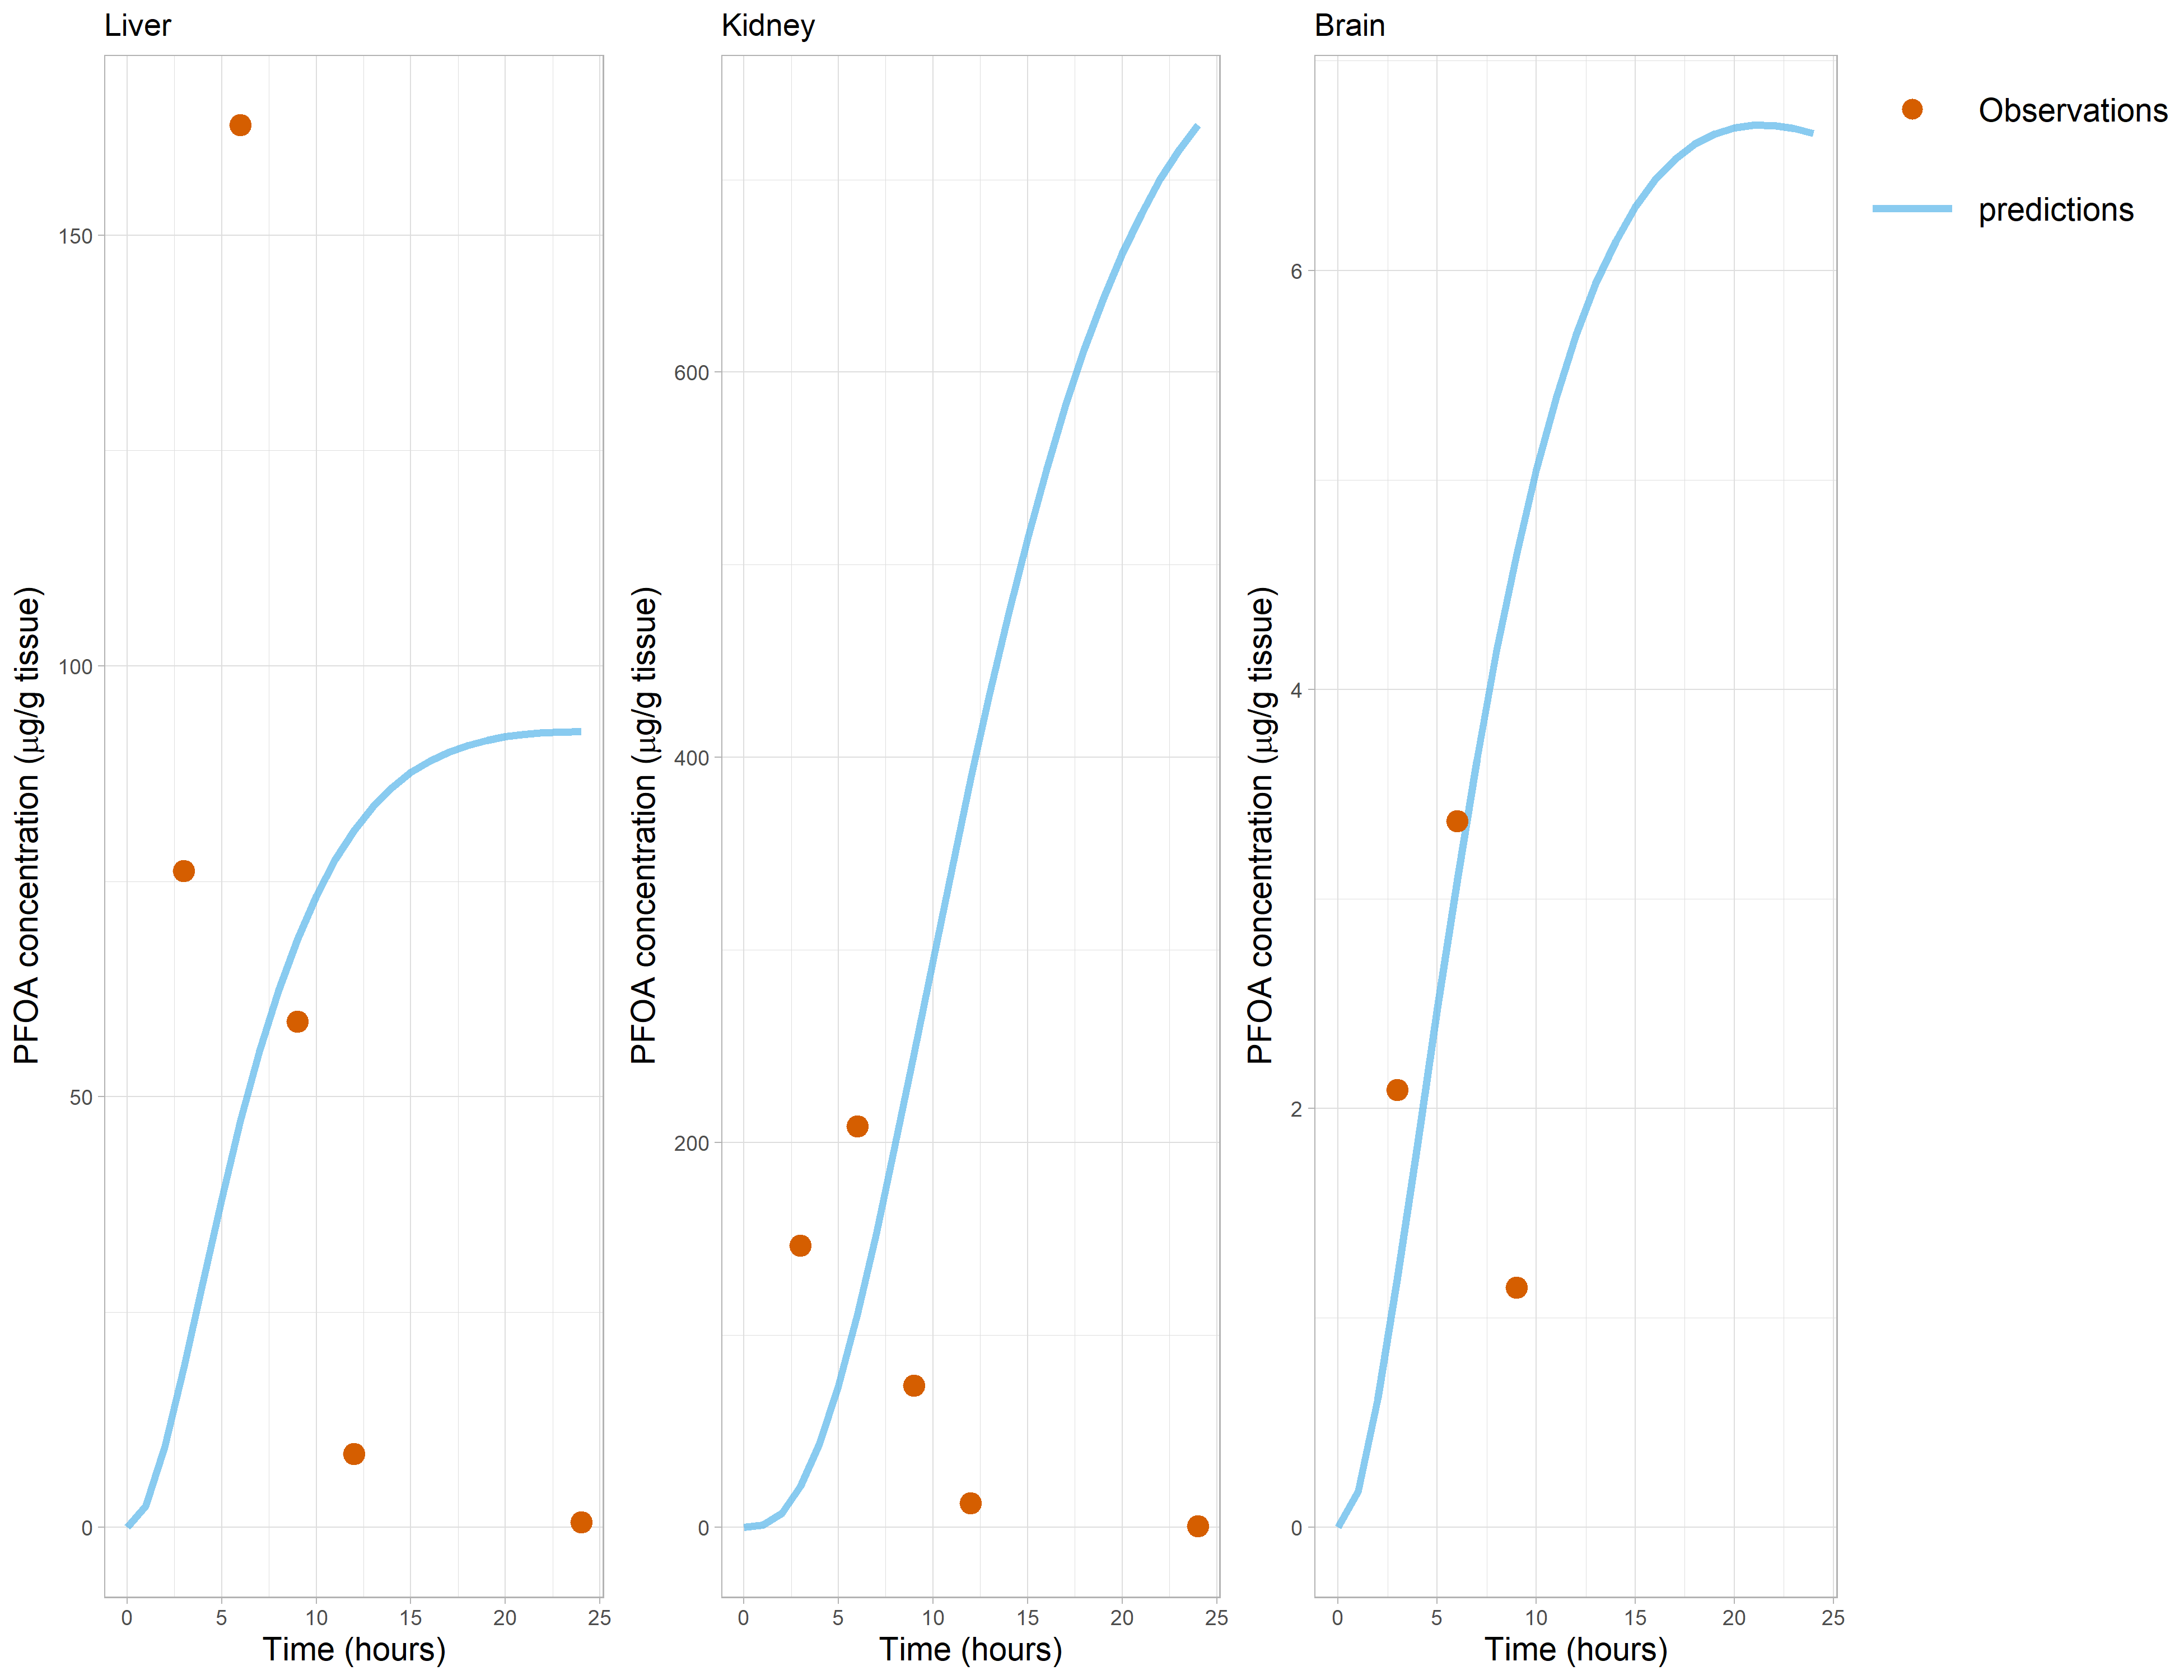 Liver
PFOA concentration (μg/g tissue)
150
100
50
0
0 5 10 15 20 25
Time (hours)
Kidney
PFOA concentration (μg/g tissue)
600
400
200
0
0 5 10 15 20 25
Time (hours)
Brain
PFOA concentration (μg/g tissue)
6
4
2
0
0 5 10 15 20 25
Time (hours)
Observations
predictions